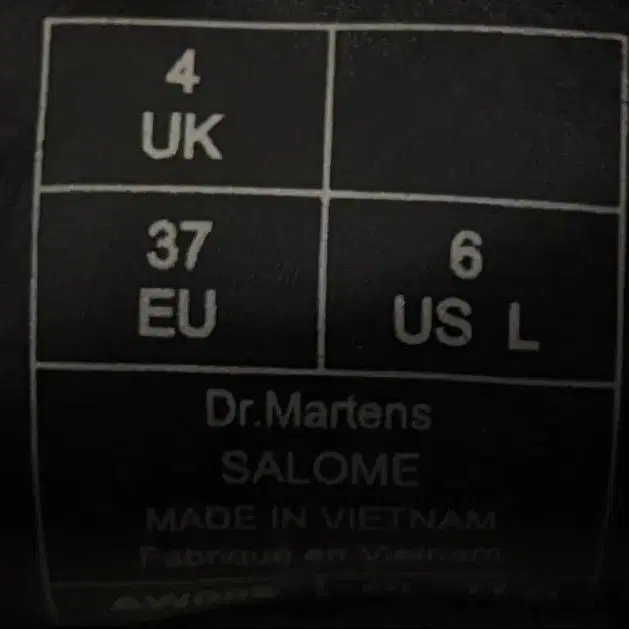 4
UK
37
EU
6
US L
Dr.Martens
SALOME
MADE IN VIETNAM
Fabriqué en Vietnam